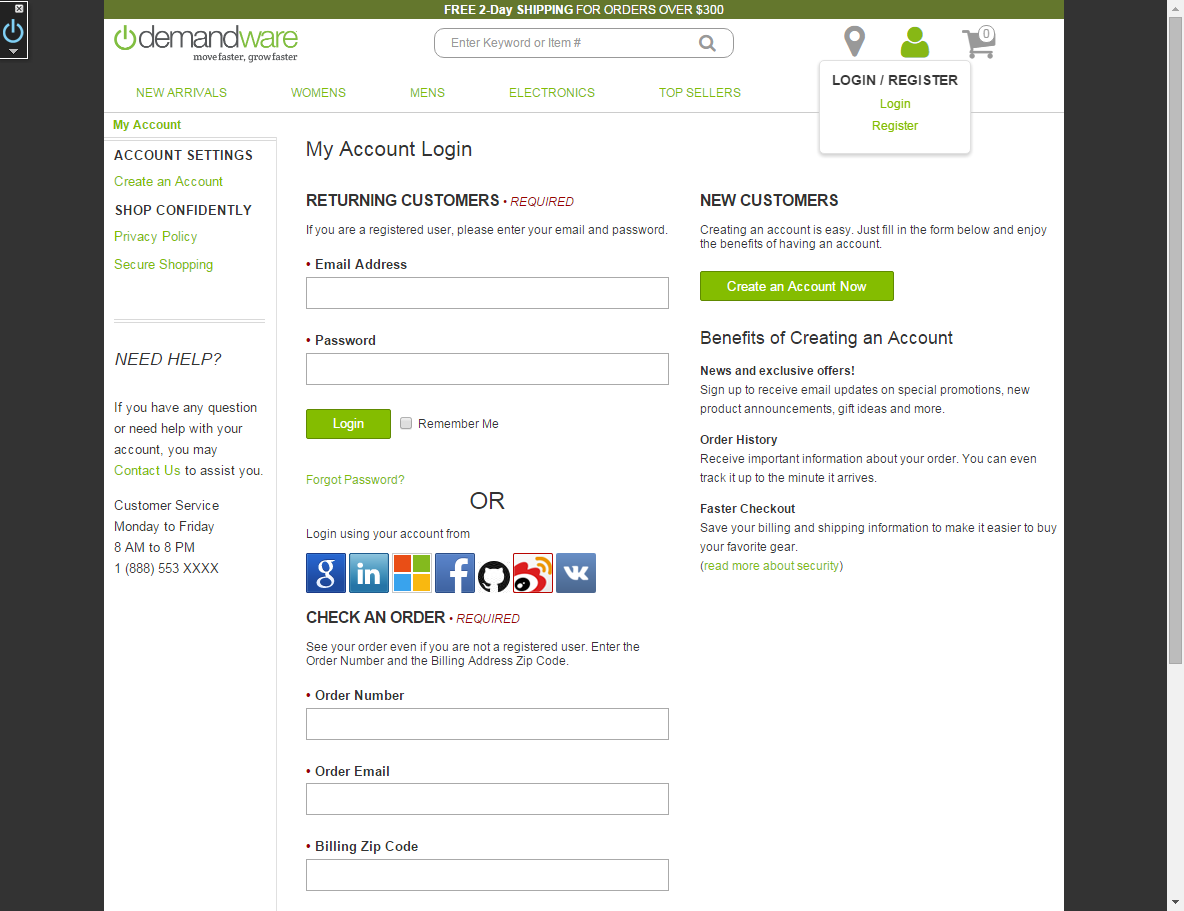 FREE 2-Day SHIPPING FOR ORDERS OVER $300
demandware
move faster, grow faster
Enter Keyword or Item #
0
NEW ARRIVALS
WOMENS
MENS
ELECTRONICS
TOP SELLERS
LOGIN / REGISTER
Login
Register
My Account
ACCOUNT SETTINGS
Create an Account
SHOP CONFIDENTLY
Privacy Policy
Secure Shopping
NEED HELP?
If you have any question
or need help with your
account, you may
Contact Us to assist you.
Customer Service
Monday to Friday
8 AM to 8 PM
1 (888) 553 XXXX
My Account Login
RETURNING CUSTOMERS • REQUIRED
If you are a registered user, please enter your email and password.
• Email Address
• Password
Login
Remember Me
Forgot Password?
OR
Login using your account from
g
in
f
CHECK AN ORDER • REQUIRED
See your order even if you are not a registered user. Enter the
Order Number and the Billing Address Zip Code.
• Order Number
• Order Email
• Billing Zip Code
NEW CUSTOMERS
Creating an account is easy. Just fill in the form below and enjoy
the benefits of having an account.
Create an Account Now
Benefits of Creating an Account
News and exclusive offers!
Sign up to receive email updates on special promotions, new
product announcements, gift ideas and more.
Order History
Receive important information about your order. You can even
track it up to the minute it arrives.
Faster Checkout
Save your billing and shipping information to make it easier to buy
your favorite gear.
(read more about security)